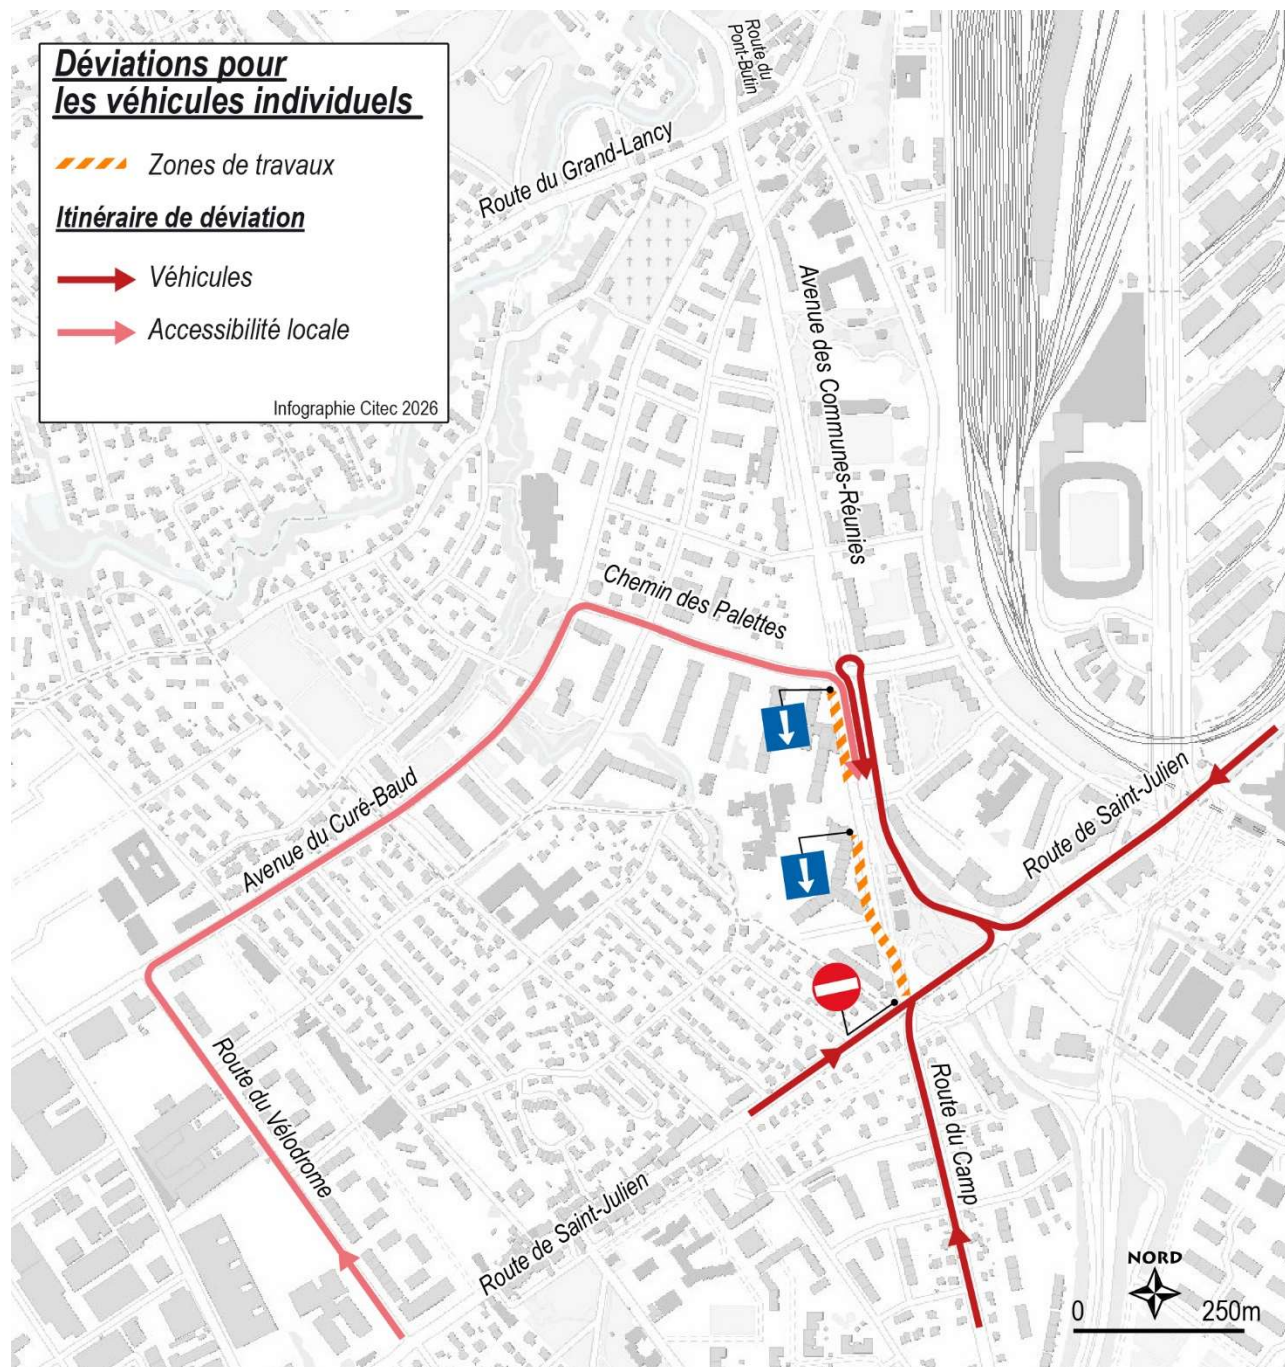 Déviations pour
les véhicules individuels
Zones de travaux
Itinéraire de déviation
Véhicules
Accessibilité locale
Infographie Citec 2026
Route du
Pont-Butin
Route du Grand-Lancy
Avenue des Communes-Réunies
Chemin des Palettes
Avenue du Curé-Baud
Route de Saint-Julien
Route du Vélodrome
Route du Camp
Route de Saint-Julien
NORD
0 250m